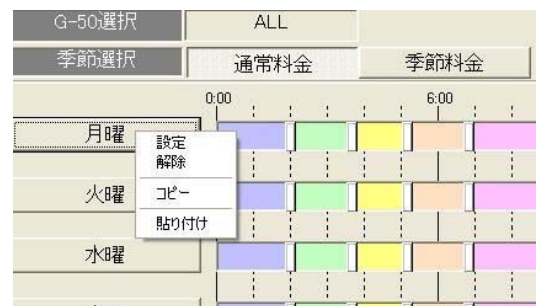 G-50選択 ALL
季節選択 通常料金 季節料金
0:00 6:00
月曜
設定
解除
コピー
貼り付け
火曜
水曜